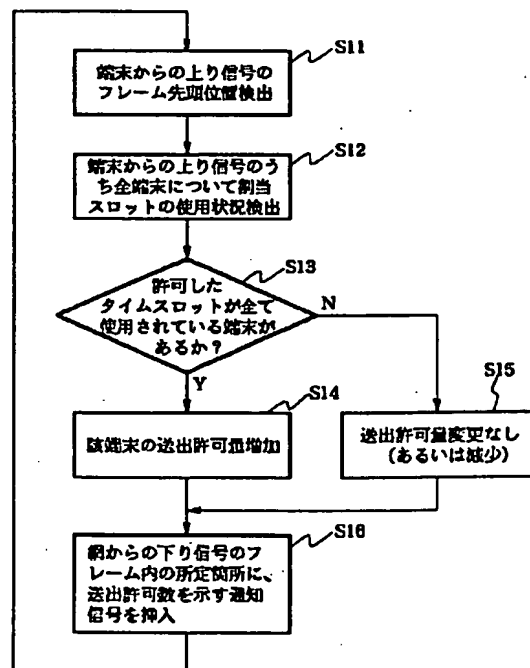 S11
端末からの上り信号の
フレーム先頭位置検出
S12
端末からの上り信号のう
ち全端末について割当
スロットの使用状況検出
S13
許可した
タイムスロットが全て
使用されている端末が
あるか？
N
Y
S14
該端末の送出許可量増加
S15
送出許可量変更なし
（あるいは減少）
S16
網からの下り信号のフ
レーム内の所定箇所に、
送出許可数を示す通知
信号を挿入